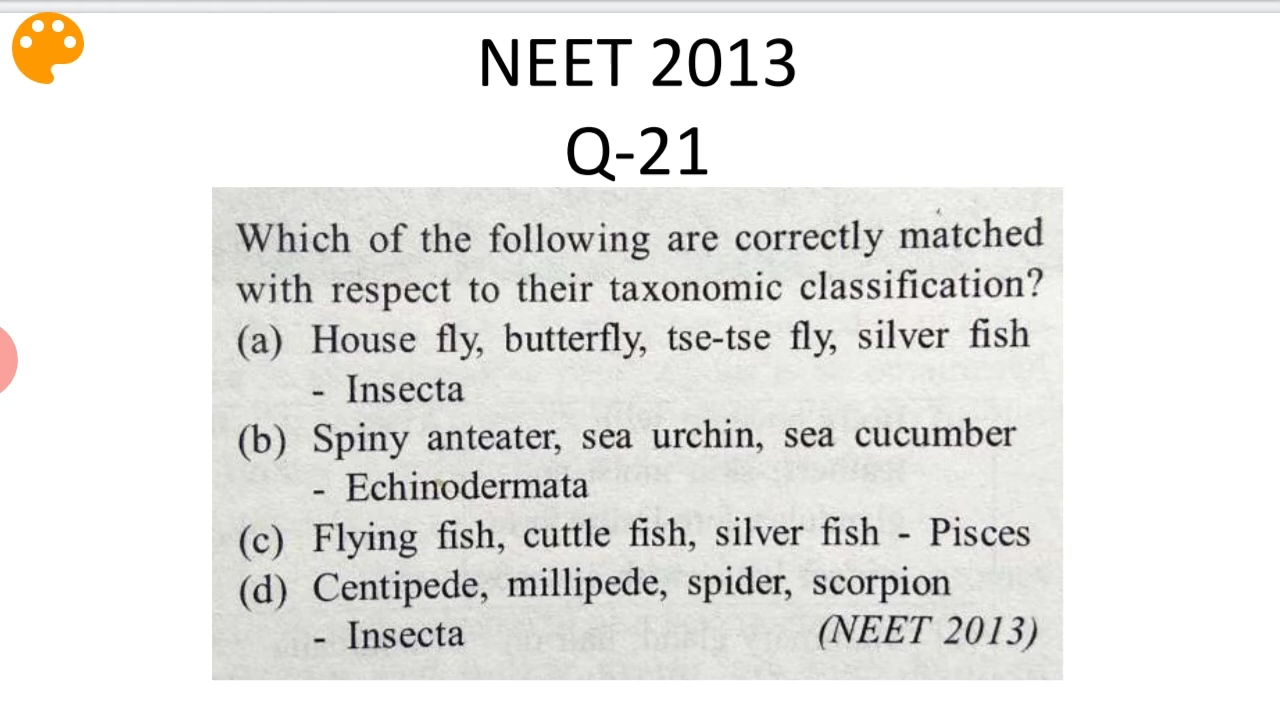 NEET 2013
Q-21
Which of the following are correctly matched
with respect to their taxonomic classification?
(a) House fly, butterfly, tse-tse fly, silver fish
- Insecta
(b) Spiny anteater, sea urchin, sea cucumber
- Echinodermata
(c) Flying fish, cuttle fish, silver fish - Pisces
(d) Centipede, millipede, spider, scorpion
- Insecta (NEET 2013)